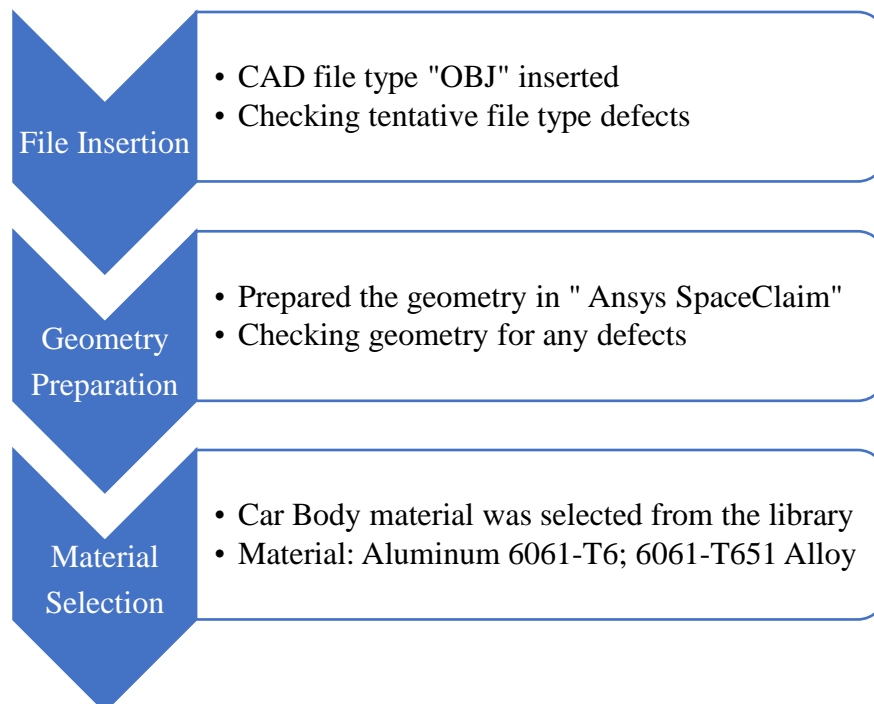 File Insertion
• CAD file type "OBJ" inserted
• Checking tentative file type defects
Geometry
Preparation
• Prepared the geometry in " Ansys SpaceClaim"
• Checking geometry for any defects
Material
Selection
• Car Body material was selected from the library
• Material: Aluminum 6061-T6; 6061-T651 Alloy